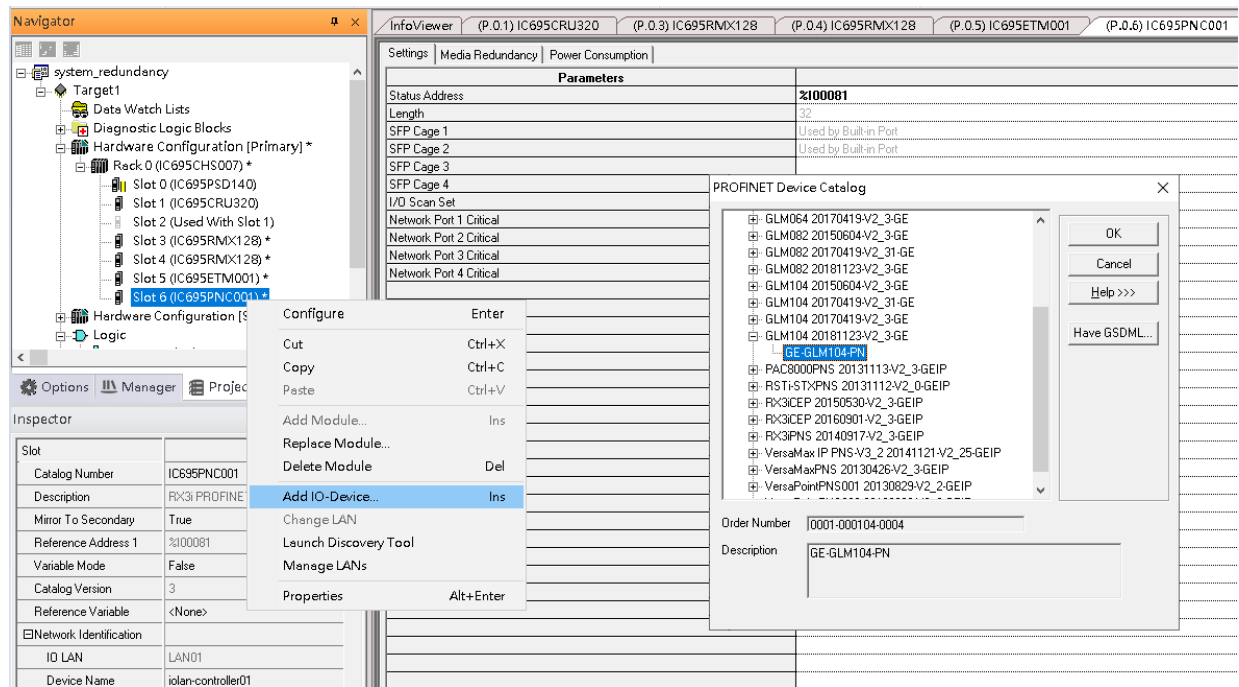 Navigator
system_redundancy
Target1
Data Watch Lists
Diagnostic Logic Blocks
Hardware Configuration [Primary] *
Rack 0 (IC695CHS007) *
Slot 0 (IC695PSD140)
Slot 1 (IC695CRU320)
Slot 2 (Used With Slot 1)
Slot 3 (IC695RMX128) *
Slot 4 (IC695RMX128) *
Slot 5 (IC695ETM001) *
Slot 6 (IC695PNC001) *
Hardware Configuration [S
Logic
Options
Manager
Projec
Inspector
Slot
Catalog Number IC695PNC001
Description RX3i PROFINE
Mirror To Secondary True
Reference Address 1 %I00081
Variable Mode False
Catalog Version 3
Reference Variable <None>
Network Identification
IO LAN LAN01
Device Name iolan-controller01
Configure Enter
Cut Ctrl+X
Copy Ctrl+C
Paste Ctrl+V
Add Module... Ins
Replace Module...
Delete Module Del
Add IO-Device... Ins
Change LAN
Launch Discovery Tool
Manage LANs
Properties Alt+Enter
InfoViewer (P.0.1) IC695CRU320 (P.0.3) IC695RMX128 (P.0.4) IC695RMX128 (P.0.5) IC695ETM001 (P.0.6) IC695PNC001
Settings Media Redundancy Power Consumption
Parameters
Status Address %I00081
Length 32
SFP Cage 1 Used by Built-in Port
SFP Cage 2 Used by Built-in Port
SFP Cage 3
SFP Cage 4
I/O Scan Set
Network Port 1 Critical
Network Port 2 Critical
Network Port 3 Critical
Network Port 4 Critical
PROFINET Device Catalog
GLM064 20170419-V2_3-GE
GLM082 20150604-V2_3-GE
GLM082 20170419-V2_31-GE
GLM082 20181123-V2_3-GE
GLM104 20150604-V2_3-GE
GLM104 20170419-V2_31-GE
GLM104 20170419-V2_3-GE
GLM104 20181123-V2_3-GE
GE-GLM104-PN
PAC8000PNS 20131113-V2_3-GEIP
RSTi-STXPNS 20131112-V2_0-GEIP
RX3iCEP 20150530-V2_3-GEIP
RX3iCEP 20160901-V2_3-GEIP
RX3iPNS 20140917-V2_3-GEIP
VersaMax IP PNS-V3_2 20141121-V2_25-GEIP
VersaMaxPNS 20130426-V2_3-GEIP
VersaPointPNS001 20130829-V2_2-GEIP
OK
Cancel
Help >>>
Have GSDML...
Order Number 0001-000104-0004
Description GE-GLM104-PN